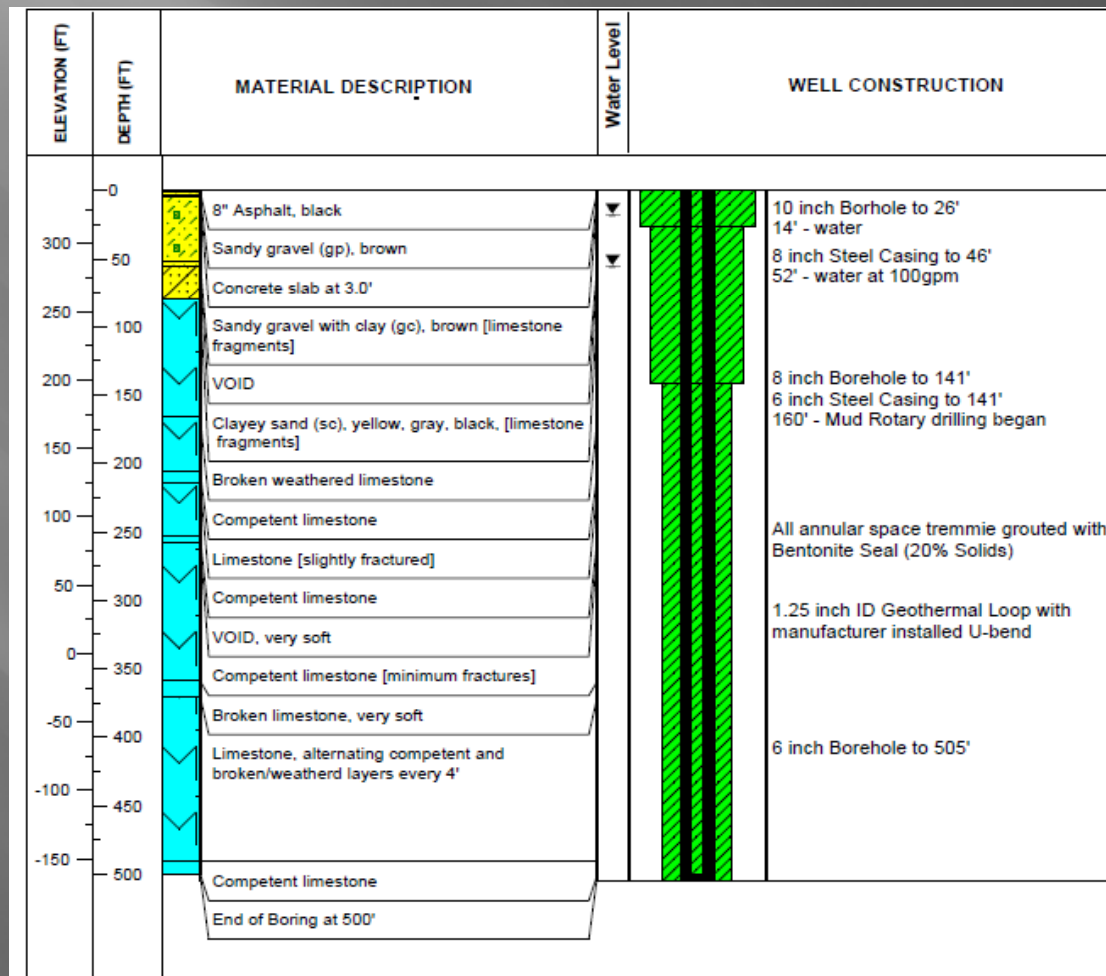 ELEVATION (FT)
DEPTH (FT)
MATERIAL DESCRIPTION
Water Level
WELL CONSTRUCTION
0
50
100
150
200
250
300
350
400
450
500
300
250
200
150
100
50
0
-50
-100
-150
8" Asphalt, black
Sandy gravel (gp), brown
Concrete slab at 3.0'
Sandy gravel with clay (gc), brown [limestone
fragments]
VOID
Clayey sand (sc), yellow, gray, black, [limestone
fragments]
Broken weathered limestone
Competent limestone
Limestone [slightly fractured]
Competent limestone
VOID, very soft
Competent limestone [minimum fractures]
Broken limestone, very soft
Limestone, alternating competent and
broken/weatherd layers every 4'
Competent limestone
End of Boring at 500'
10 inch Borhole to 26'
14' - water
8 inch Steel Casing to 46'
52' - water at 100gpm
8 inch Borehole to 141'
6 inch Steel Casing to 141'
160' - Mud Rotary drilling began
All annular space tremmie grouted with
Bentonite Seal (20% Solids)
1.25 inch ID Geothermal Loop with
manufacturer installed U-bend
6 inch Borehole to 505'